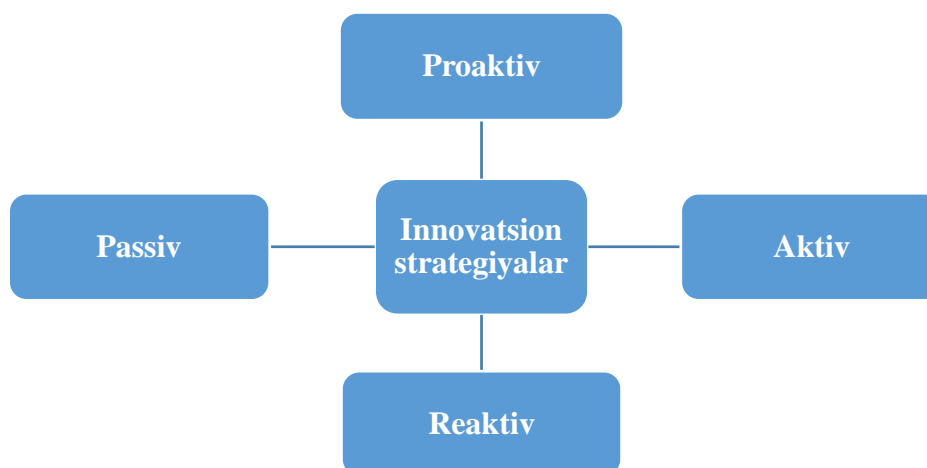 Proaktiv
Passiv
Innovatsion
strategiyalar
Aktiv
Reaktiv